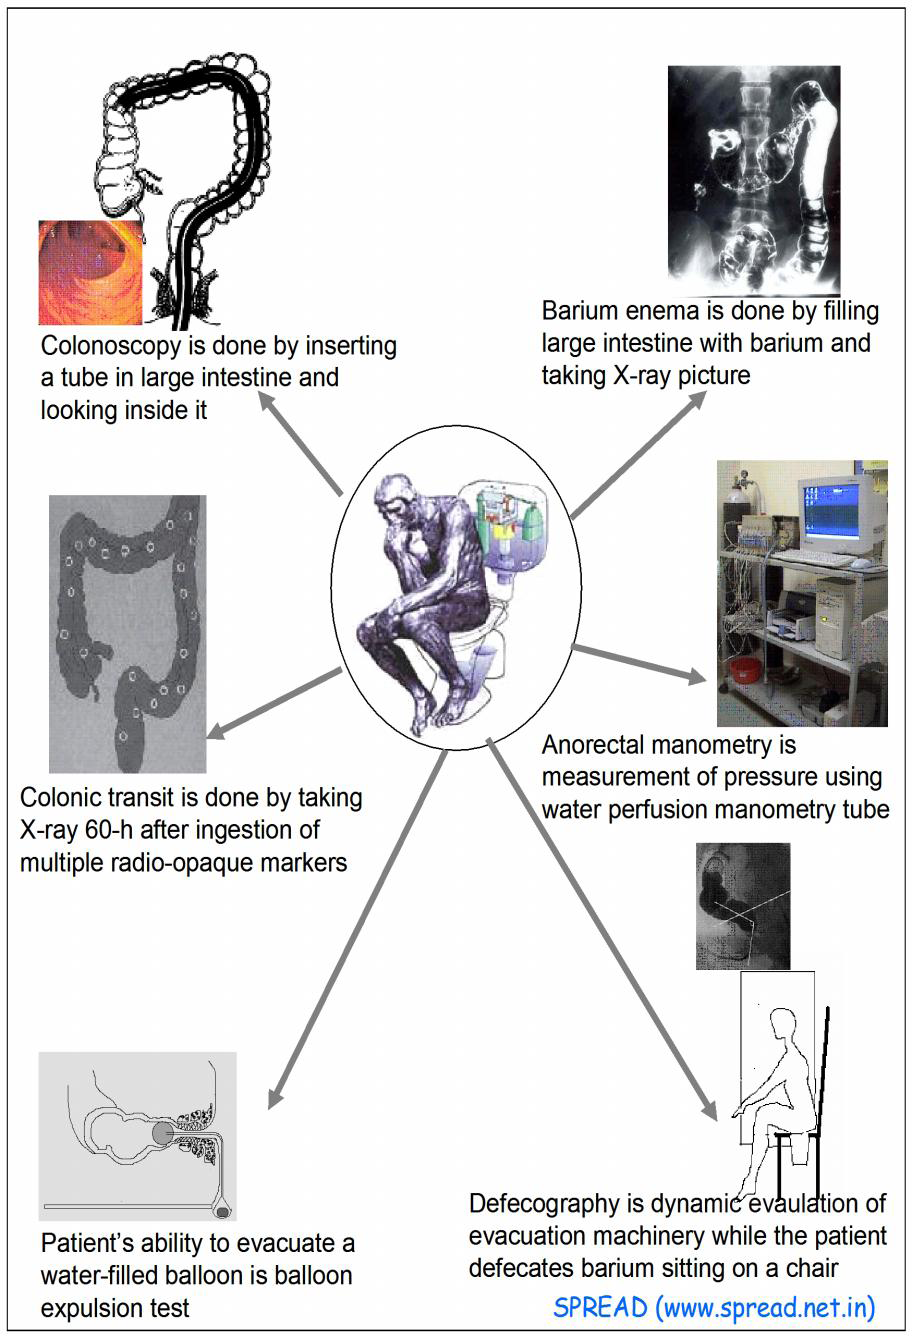 Colonoscopy is done by inserting
a tube in large intestine and
looking inside it
Barium enema is done by filling
large intestine with barium and
taking X-ray picture
Colonic transit is done by taking
X-ray 60-h after ingestion of
multiple radio-opaque markers
Anorectal manometry is
measurement of pressure using
water perfusion manometry tube
Patient's ability to evacuate a
water-filled balloon is balloon
expulsion test
Defecography is dynamic evaulation of
evacuation machinery while the patient
defecates barium sitting on a chair
SPREAD (www.spread.net.in)